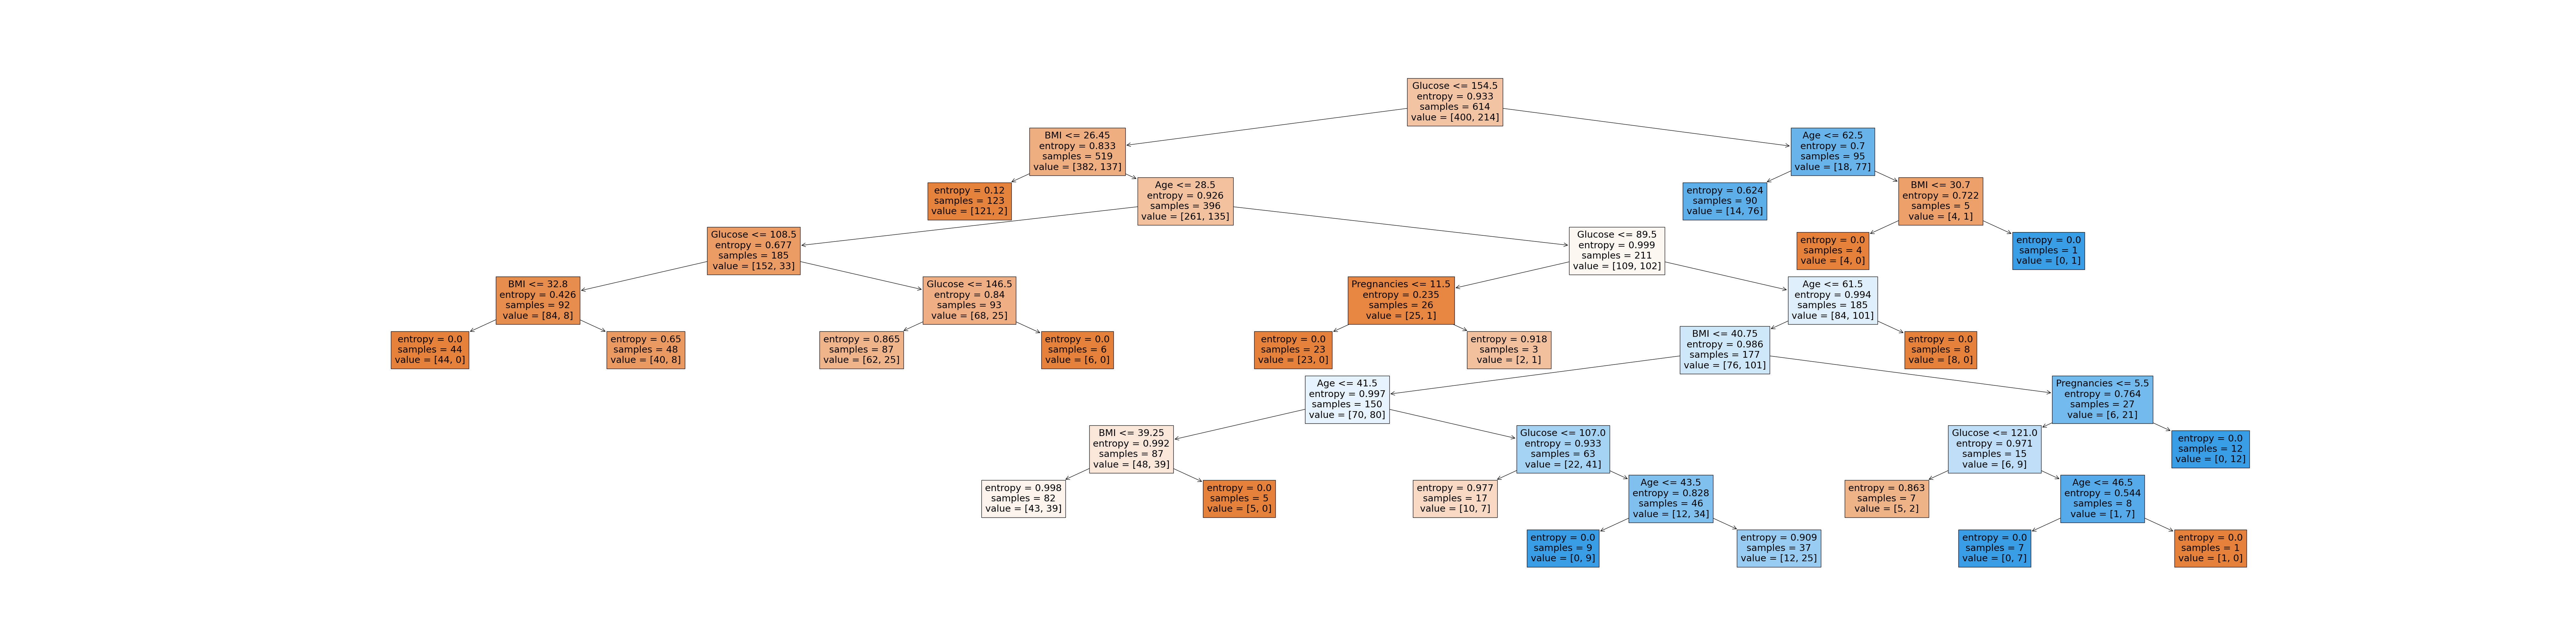 Glucose <= 154.5
entropy = 0.933
samples = 614
value = [400, 214]
BMI <= 26.45
entropy = 0.833
samples = 519
value = [382, 137]
Age <= 62.5
entropy = 0.7
samples = 95
value = [18, 77]
entropy = 0.12
samples = 123
value = [121, 2]
Age <= 28.5
entropy = 0.926
samples = 396
value = [261, 135]
entropy = 0.624
samples = 90
value = [14, 76]
BMI <= 30.7
entropy = 0.722
samples = 5
value = [4, 1]
Glucose <= 108.5
entropy = 0.677
samples = 185
value = [152, 33]
Glucose <= 89.5
entropy = 0.999
samples = 211
value = [109, 102]
entropy = 0.0
samples = 4
value = [4, 0]
entropy = 0.0
samples = 1
value = [0, 1]
BMI <= 32.8
entropy = 0.426
samples = 92
value = [84, 8]
Glucose <= 146.5
entropy = 0.84
samples = 93
value = [68, 25]
Pregnancies <= 11.5
entropy = 0.235
samples = 26
value = [25, 1]
Age <= 61.5
entropy = 0.994
samples = 185
value = [84, 101]
entropy = 0.0
samples = 44
value = [44, 0]
entropy = 0.65
samples = 48
value = [40, 8]
entropy = 0.865
samples = 87
value = [62, 25]
entropy = 0.0
samples = 6
value = [6, 0]
entropy = 0.0
samples = 23
value = [23, 0]
entropy = 0.918
samples = 3
value = [2, 1]
BMI <= 40.75
entropy = 0.986
samples = 177
value = [76, 101]
entropy = 0.0
samples = 8
value = [8, 0]
Age <= 41.5
entropy = 0.997
samples = 150
value = [70, 80]
Pregnancies <= 5.5
entropy = 0.764
samples = 27
value = [6, 21]
BMI <= 39.25
entropy = 0.992
samples = 87
value = [48, 39]
Glucose <= 107.0
entropy = 0.933
samples = 63
value = [22, 41]
Glucose <= 121.0
entropy = 0.971
samples = 15
value = [6, 9]
entropy = 0.0
samples = 12
value = [0, 12]
entropy = 0.998
samples = 82
value = [43, 39]
entropy = 0.0
samples = 5
value = [5, 0]
entropy = 0.977
samples = 17
value = [10, 7]
Age <= 43.5
entropy = 0.828
samples = 46
value = [12, 34]
entropy = 0.863
samples = 7
value = [5, 2]
Age <= 46.5
entropy = 0.544
samples = 8
value = [1, 7]
entropy = 0.0
samples = 9
value = [0, 9]
entropy = 0.909
samples = 37
value = [12, 25]
entropy = 0.0
samples = 7
value = [0, 7]
entropy = 0.0
samples = 1
value = [1, 0]